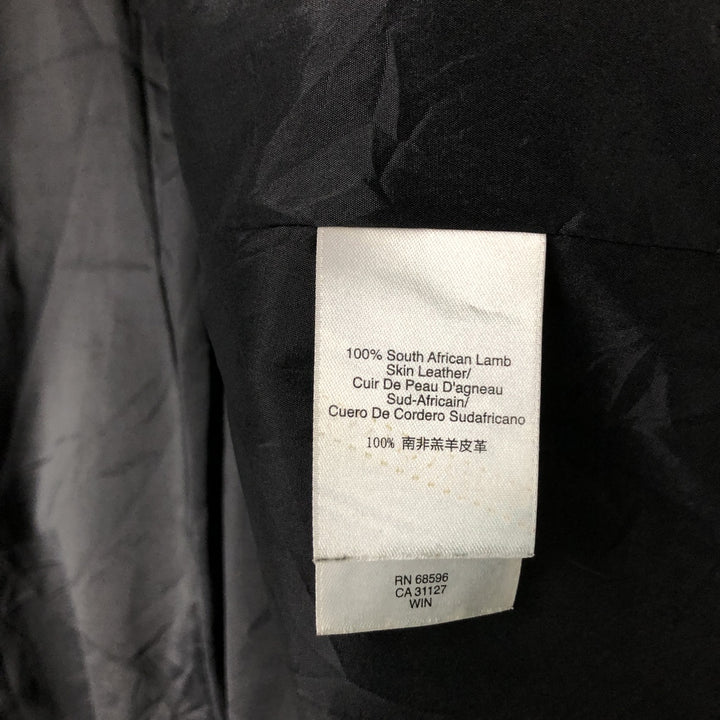 100% South African Lamb
Skin Leather/
Cuir De Peau D'agneau
Sud-Africain/
Cuero De Cordero Sudafricano
100% 南非羔羊皮革
RN 68596
CA 31127
WIN